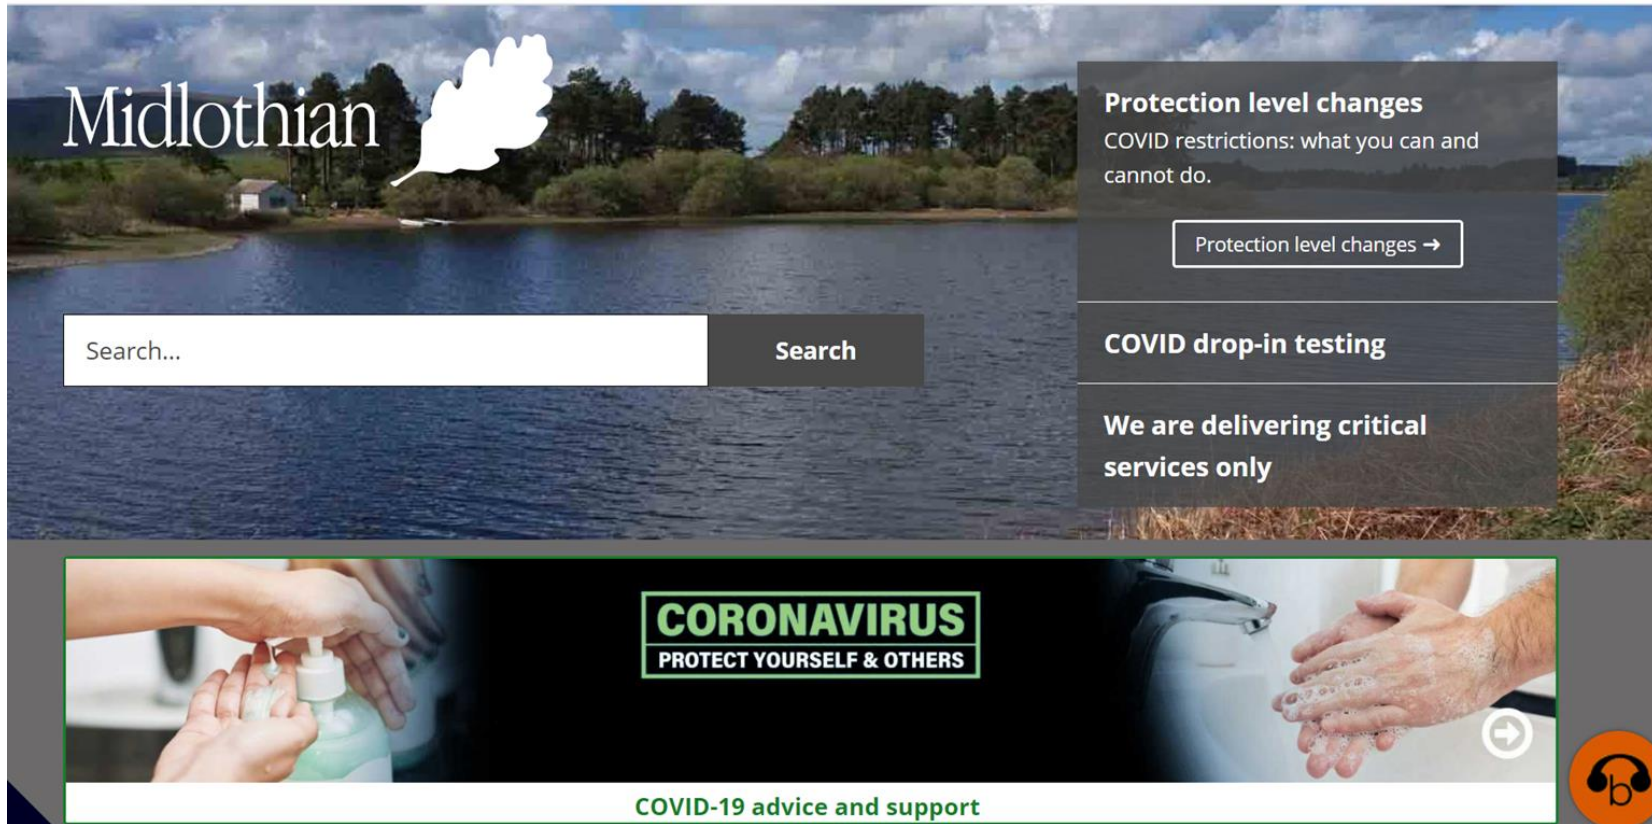 Midlothian
Protection level changes
COVID restrictions: what you can and
cannot do.
Protection level changes →
Search...
Search
COVID drop-in testing
We are delivering critical
services only
CORONAVIRUS
PROTECT YOURSELF & OTHERS
COVID-19 advice and support
b